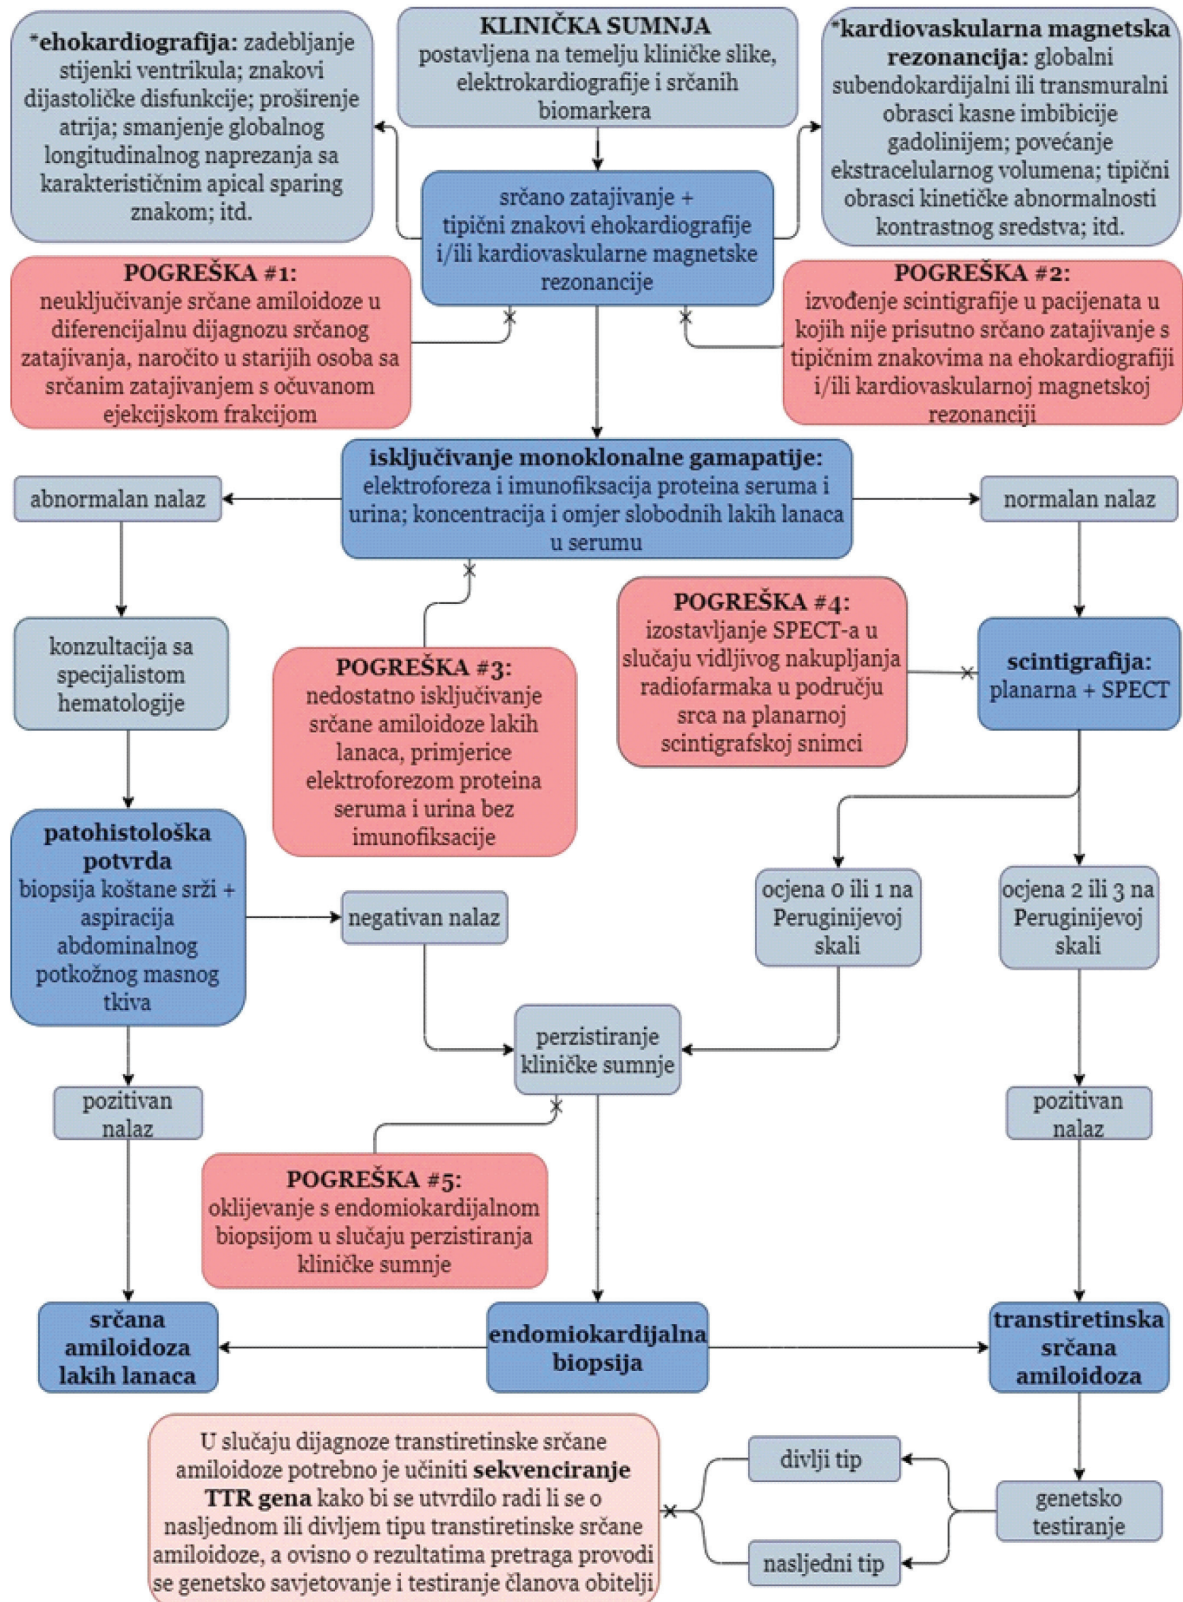 *ehokardiografija: zadebljanje
stijenki ventrikula; znakovi
dijastoličke disfunkcije; proširenje
atrija; smanjenje globalnog
longitudinalnog naprezanja sa
karakterističnim apical sparing
znakom; itd.
KLINIČKA SUMNJA
postavljena na temelju kliničke slike,
elektrokardiografije i srčanih
biomarkera
*kardiovaskularna magnetska
rezonancija: globalni
subendokardijalni ili transmuralni
obrasci kasne imbibicije
gadolinijem; povećanje
ekstracelularnog volumena; tipični
obrasci kinetičke abnormalnosti
kontrastnog sredstva; itd.
srčano zatajivanje +
tipični znakovi ehokardiografije
i/ili kardiovaskularne magnetske
rezonancije
POGREŠKA #1:
neuključivanje srčane amiloidoze u
diferencijalnu dijagnozu srčanog
zatajivanja, naročito u starijih osoba sa
srčanim zatajivanjem s očuvanom
ejekcijskom frakcijom
POGREŠKA #2:
izvođenje scintigrafije u pacijenata u
kojih nije prisutno srčano zatajivanje s
tipičnim znakovima na ehokardiografiji
i/ili kardiovaskularnoj magnetskoj
rezonanciji
isključivanje monoklonalne gamapatije:
elektroforeza i imunofiksacija proteina seruma i
urina; koncentracija i omjer slobodnih lakih lanaca
u serumu
abnormalan nalaz
normalan nalaz
konzultacija sa
specijalistom
hematologije
POGREŠKA #3:
nedostatno isključivanje
srčane amiloidoze lakih
lanaca, primjerice
elektroforezom proteina
seruma i urina bez
imunofiksacije
POGREŠKA #4:
izostavljanje SPECT-a u
slučaju vidljivog nakupljanja
radiofarmaka u području
srca na planarnoj
scintigrafskoj snimci
scintigrafija:
planarna + SPECT
patohistološka
potvrda
biopsija koštane srži +
aspiracija
abdominalnog
potkožnog masnog
tkiva
negativan nalaz
ocjena 0 ili 1 na
Peruginijevoj
skali
ocjena 2 ili 3 na
Peruginijevoj
skali
perzistiranje
kliničke sumnje
pozitivan
nalaz
pozitivan
nalaz
POGREŠKA #5:
oklijevanje s endomiokardijalnom
biopsijom u slučaju perzistiranja
kliničke sumnje
srčana
amiloidoza
lakih lanaca
endomiokardijalna
biopsija
transtiretinska
srčana
amiloidoza
U slučaju dijagnoze transtiretinske srčane
amiloidoze potrebno je učiniti sekvenciranje
TTR gena kako bi se utvrdilo radi li se o
nasljednom ili divljem tipu transtiretinske srčane
amiloidoze, a ovisno o rezultatima pretraga provodi
se genetsko savjetovanje i testiranje članova obitelji
divlji tip
nasljedni tip
genetsko
testiranje